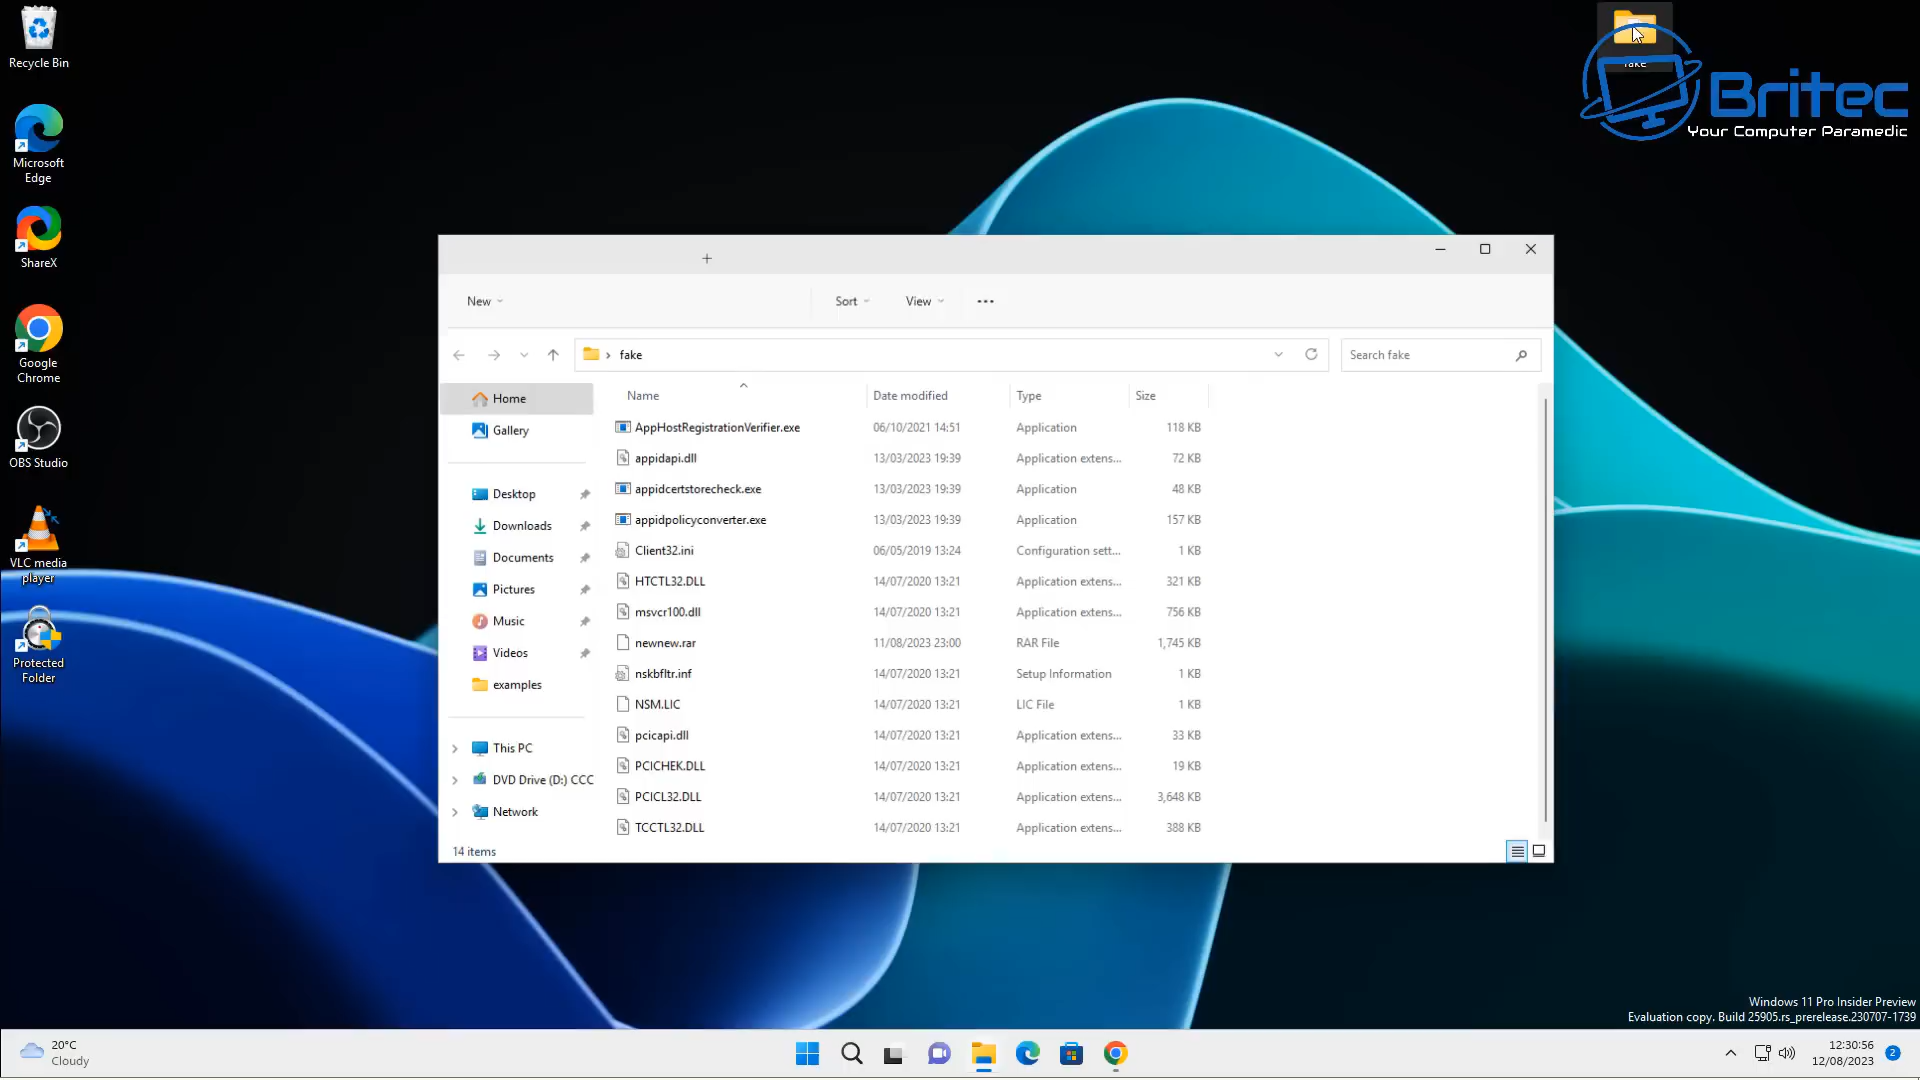 Recycle Bin
Microsoft
Edge
ShareX
Google
Chrome
OBS Studio
VLC media
player
Protected
Folder
fake
Britec
Your Computer Paramedic
New
Sort
View
fake
Search fake
Home
Gallery
Desktop
Downloads
Documents
Pictures
Music
Videos
examples
This PC
DVD Drive (D:) CCC
Network
Name Date modified Type Size
AppHostRegistrationVerifier.exe 06/10/2021 14:51 Application 118 KB
appidapi.dll 13/03/2023 19:39 Application extens... 72 KB
appidcertstorecheck.exe 13/03/2023 19:39 Application 48 KB
appidpolicyconverter.exe 13/03/2023 19:39 Application 157 KB
Client32.ini 06/05/2019 13:24 Configuration sett... 1 KB
HTCTL32.DLL 14/07/2020 13:21 Application extens... 321 KB
msvcr100.dll 14/07/2020 13:21 Application extens... 756 KB
newnew.rar 11/08/2023 23:00 RAR File 1,745 KB
nskbfltr.inf 14/07/2020 13:21 Setup Information 1 KB
NSM.LIC 14/07/2020 13:21 LIC File 1 KB
pcicapi.dll 14/07/2020 13:21 Application extens... 33 KB
PCICHEK.DLL 14/07/2020 13:21 Application extens... 19 KB
PCICL32.DLL 14/07/2020 13:21 Application extens... 3,648 KB
TCCTL32.DLL 14/07/2020 13:21 Application extens... 388 KB
14 items
Windows 11 Pro Insider Preview
Evaluation copy. Build 25905.rs_prerelease.230707-1739
20°C
Cloudy
12:30:56
12/08/2023
2